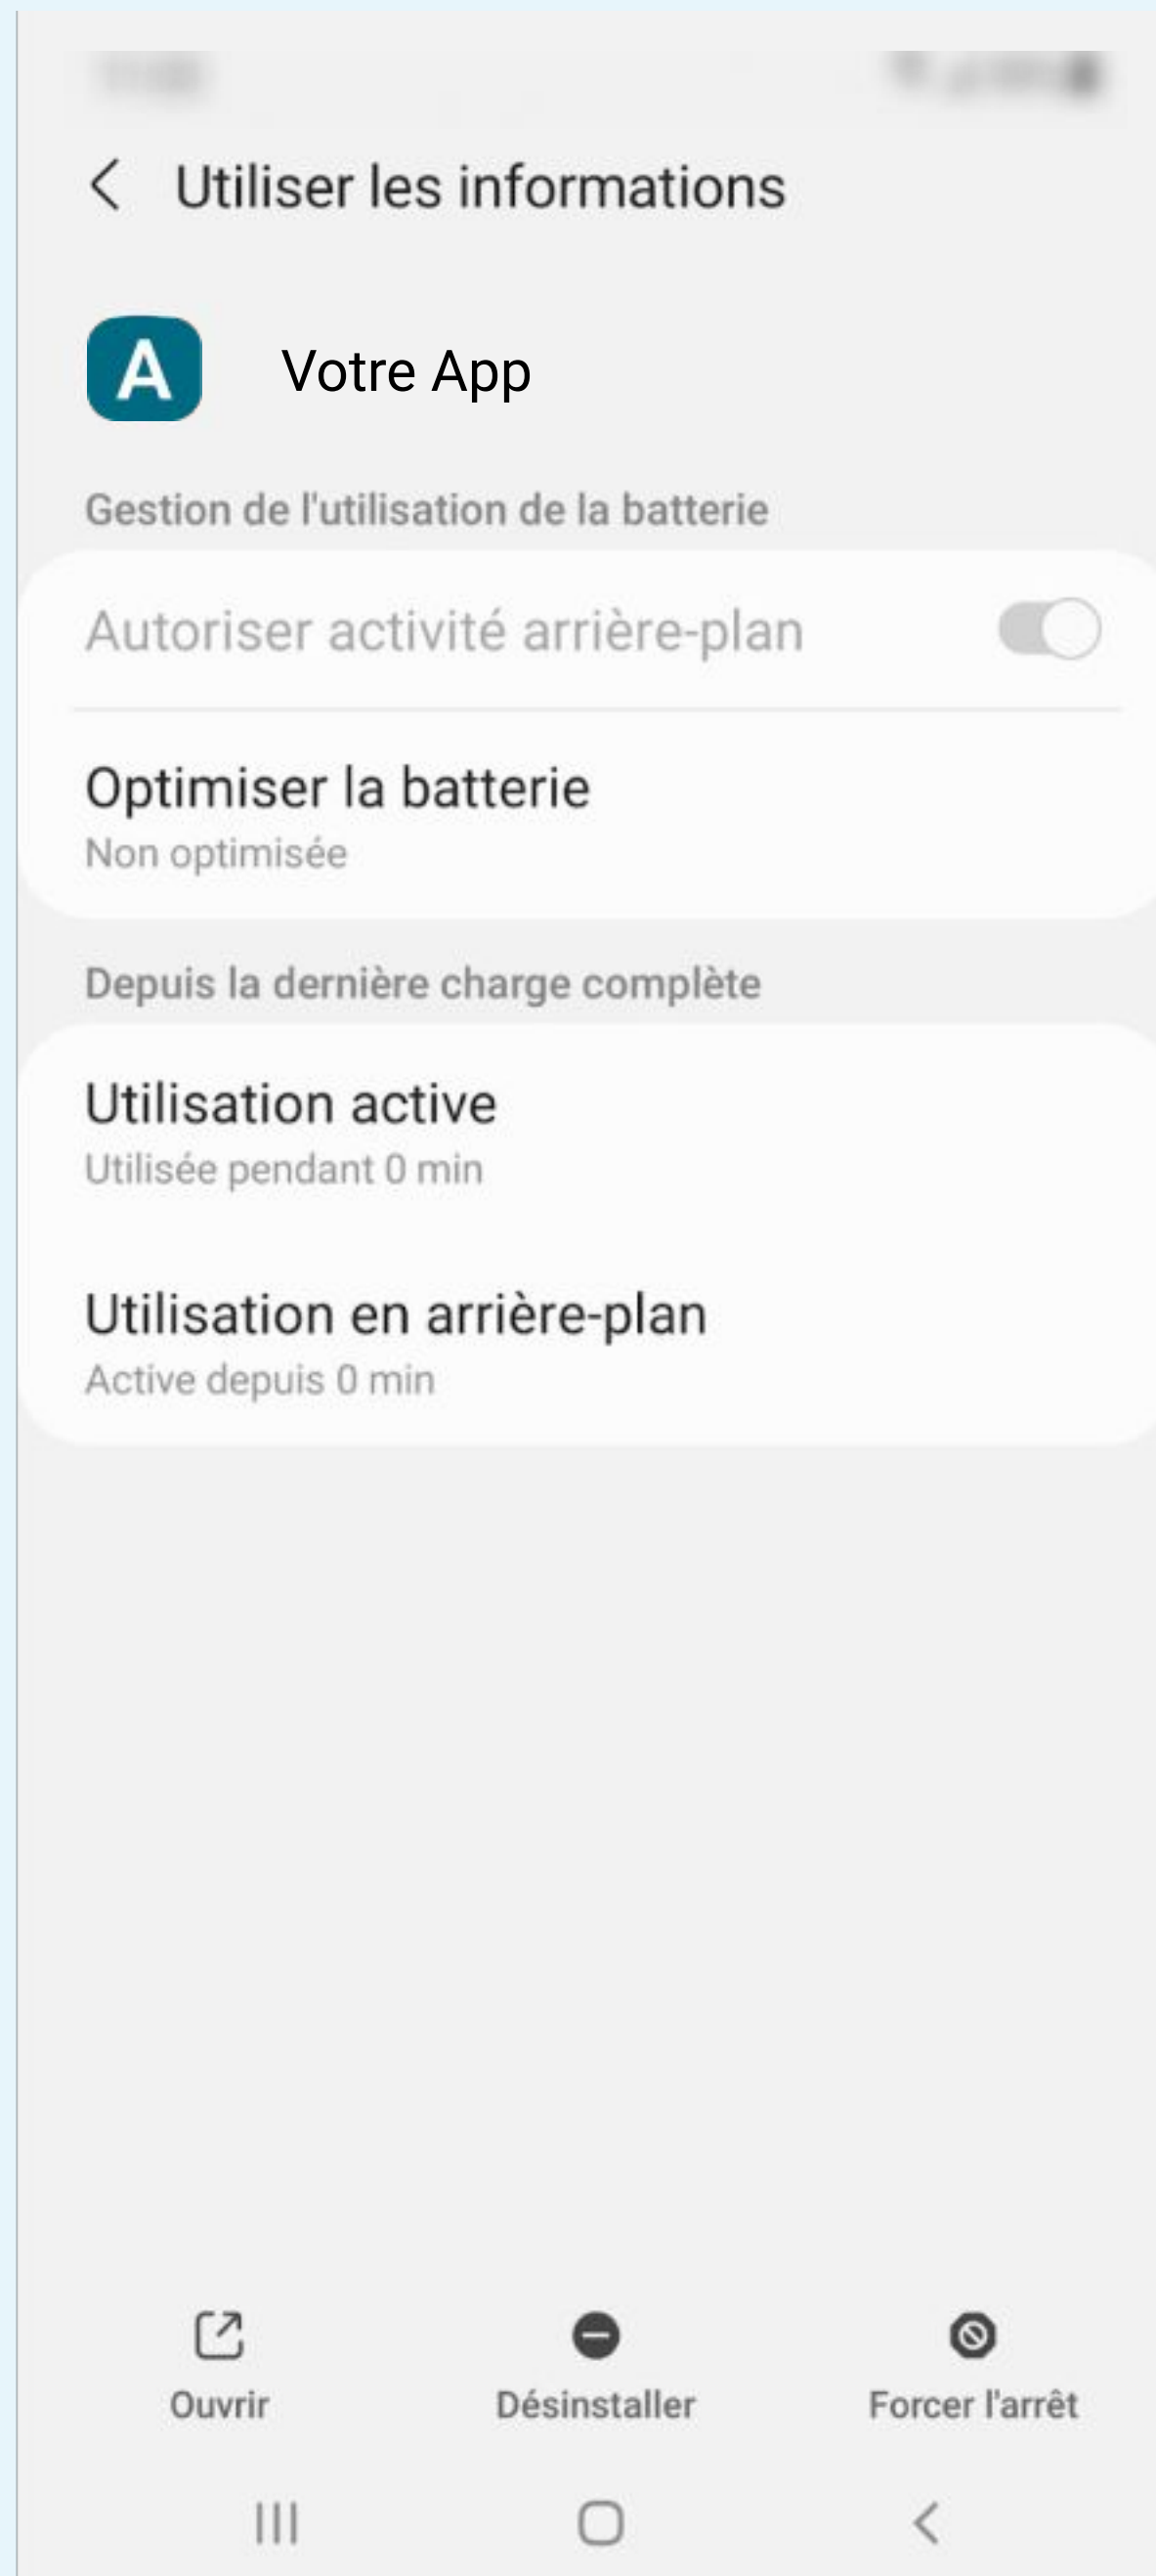 Utiliser les informations
A
Votre App
Gestion de l'utilisation de la batterie
Autoriser activité arrière-plan
Optimiser la batterie
Non optimisée
Depuis la dernière charge complète
Utilisation active
Utilisée pendant 0 min
Utilisation en arrière-plan
Active depuis 0 min
Ouvrir
Désinstaller
Forcer l'arrêt